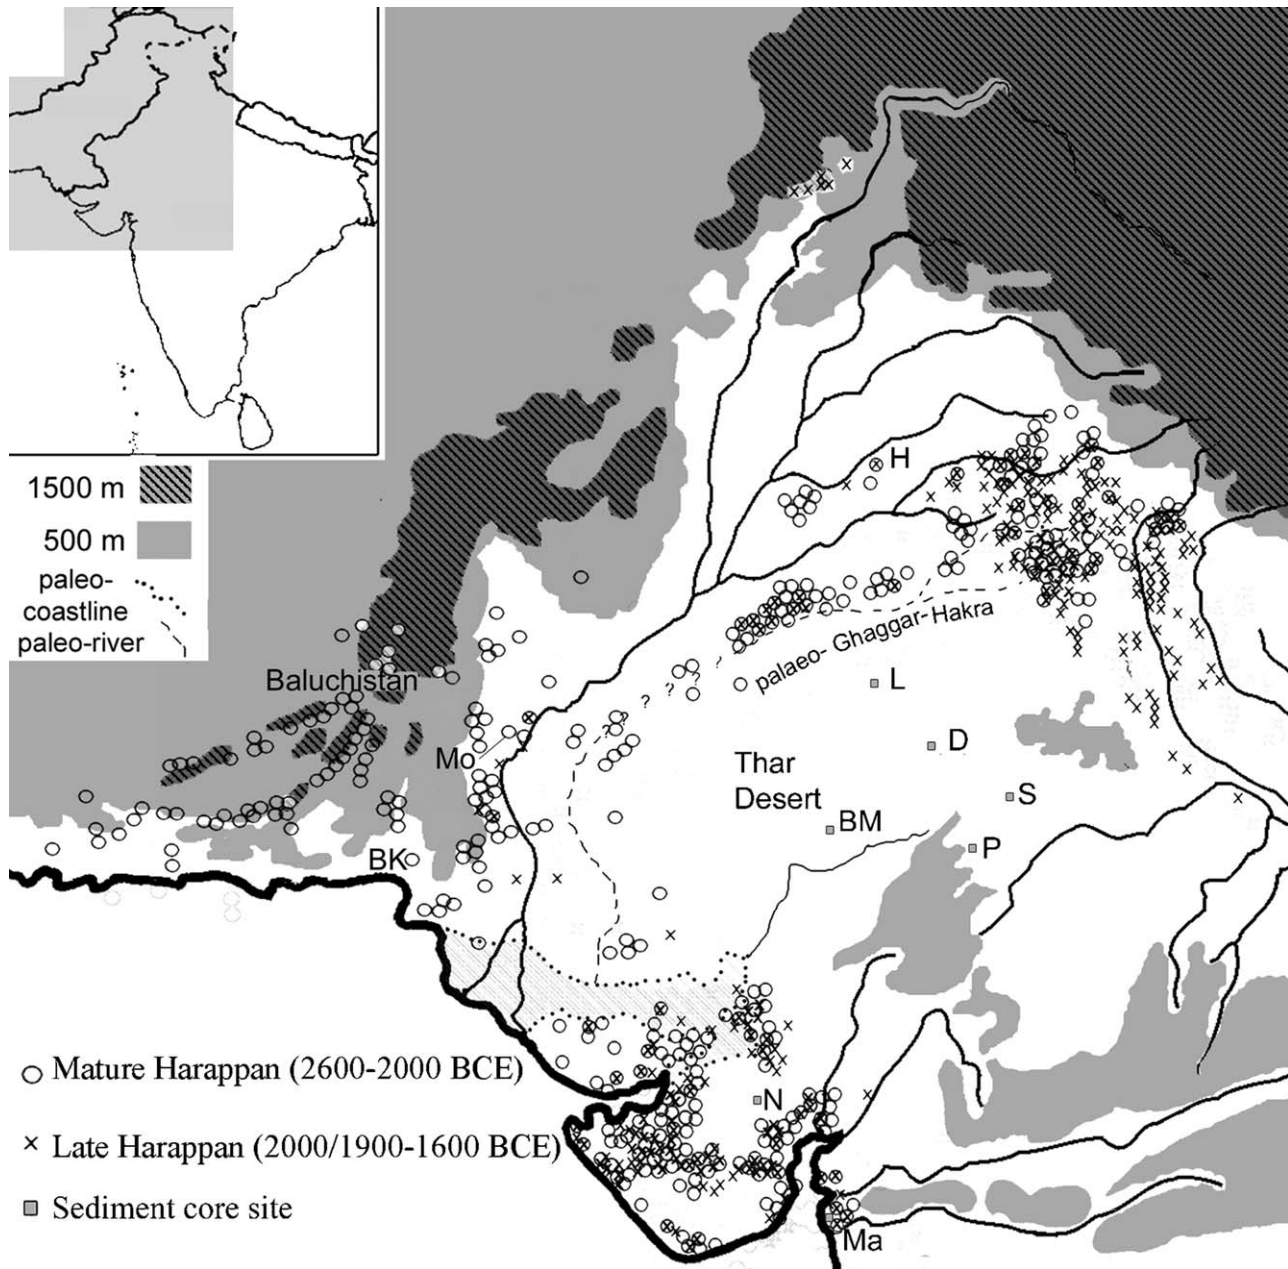 1500 m
500 m
paleo-
coastline
paleo-river
Baluchistan
H
palaeo- Ghaggar-Hakra
? ? ? ?
L
Mo
D
Thar
Desert
S
BM
P
BK
N
Ma
Mature Harappan (2600-2000 BCE)
Late Harappan (2000/1900-1600 BCE)
Sediment core site